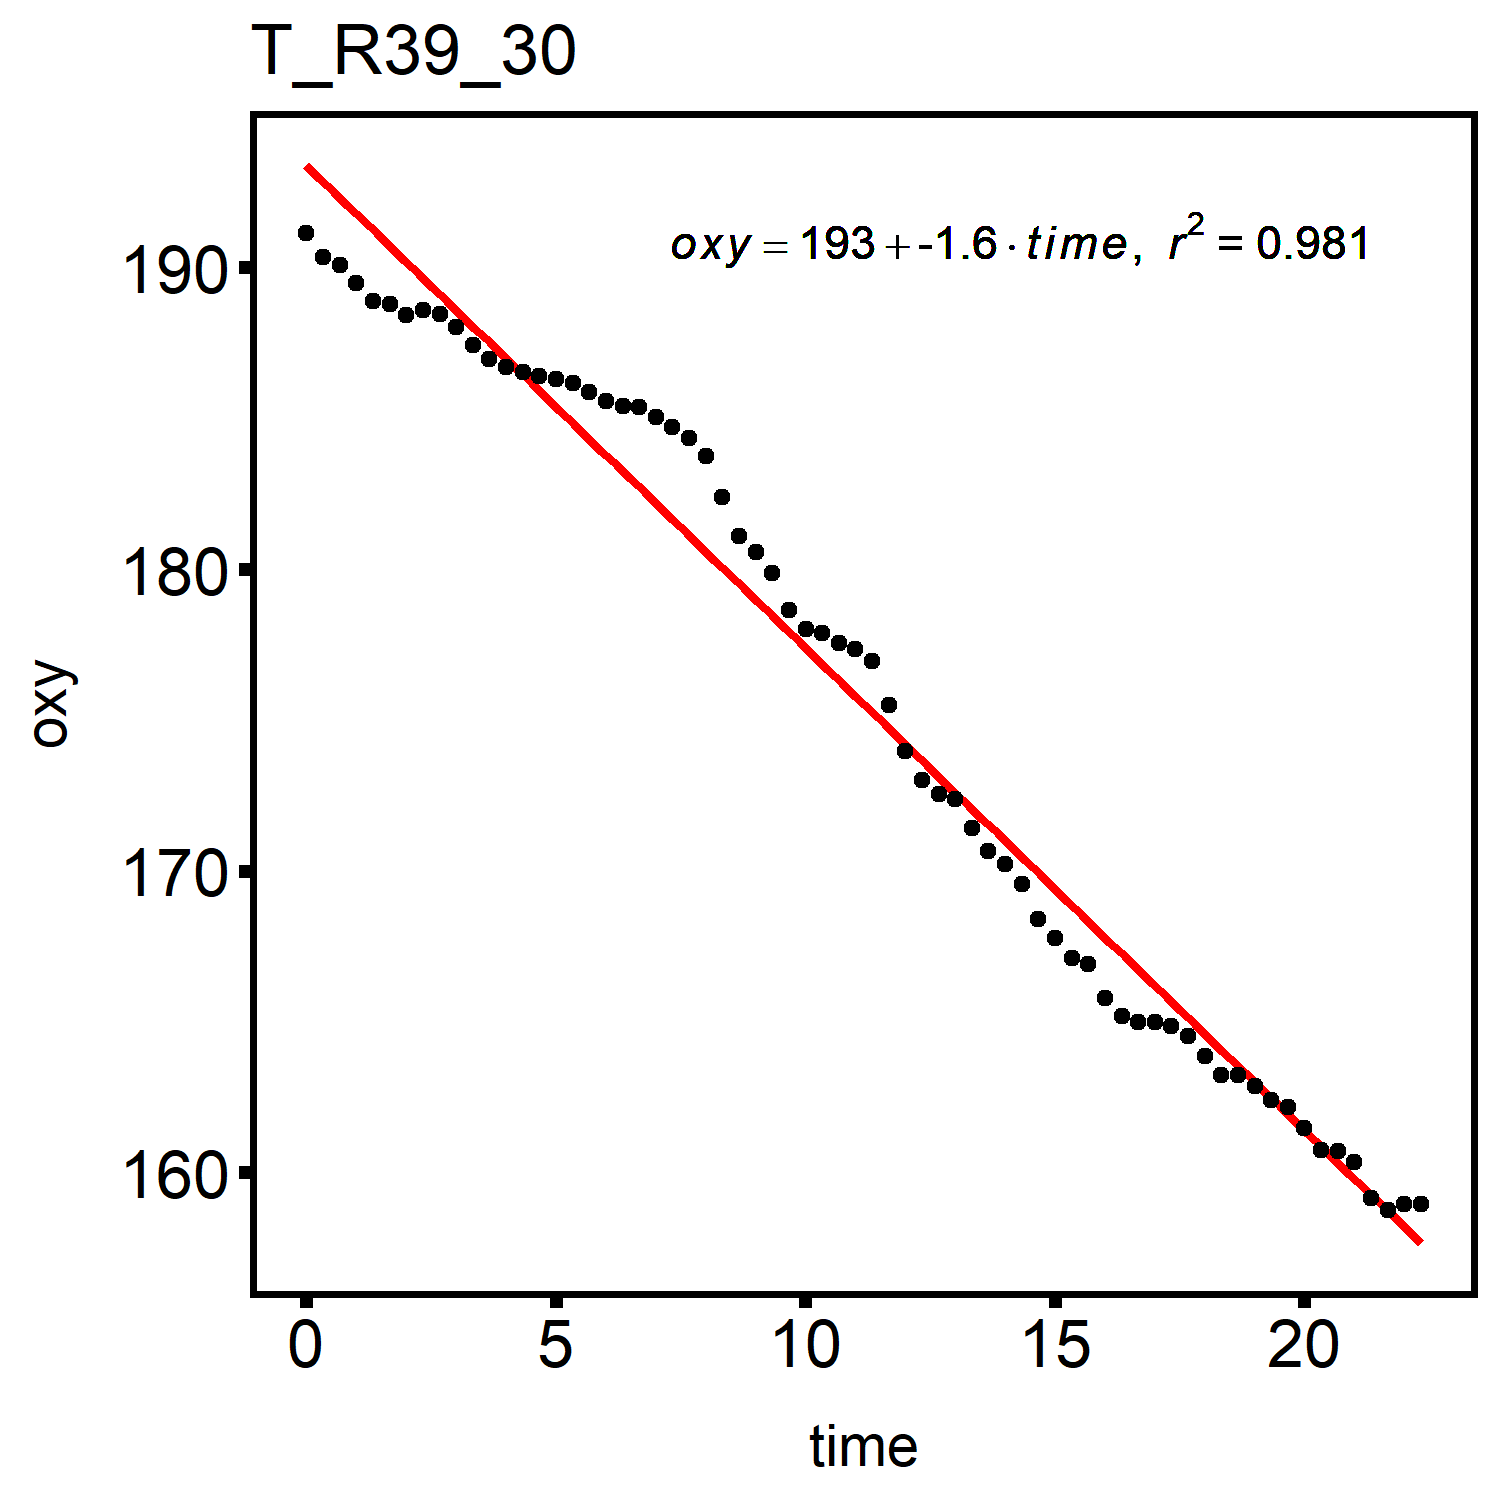 T_R39_30
oxy = 193 + -1.6 · time, r² = 0.981
190
180
170
160
oxy
0 5 10 15 20
time